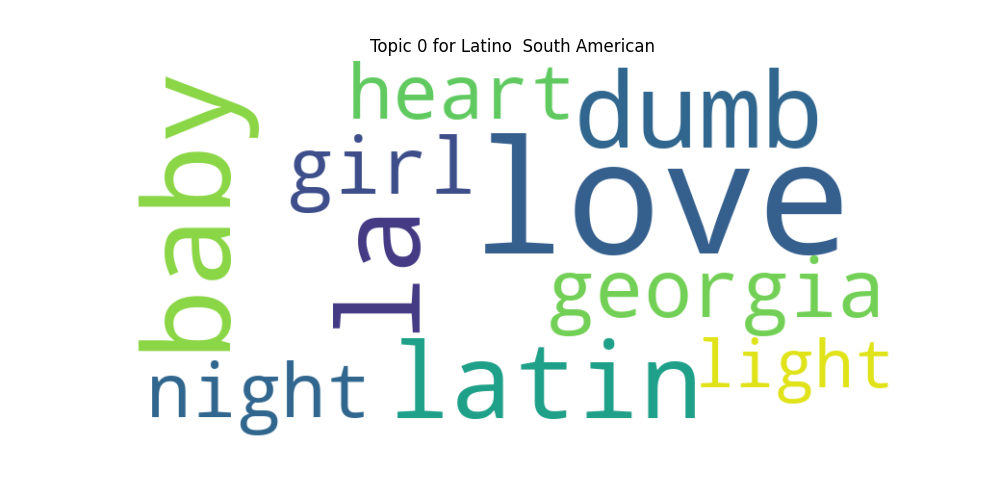 Topic 0 for Latino  South American
heart
dumb
baby
girl
love
la
georgia
light
night
latin